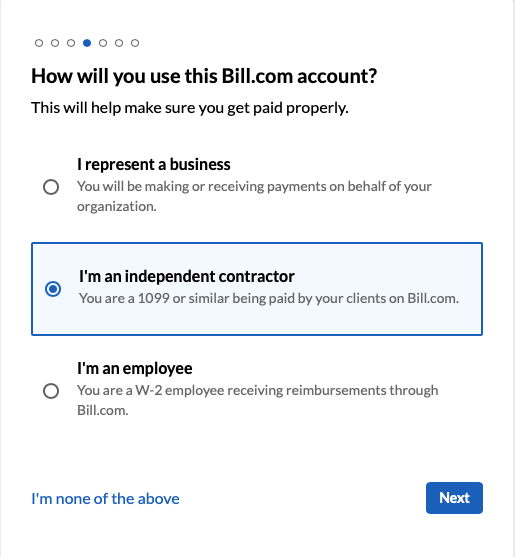 How will you use this Bill.com account?
This will help make sure you get paid properly.
I represent a business
You will be making or receiving payments on behalf of your
organization.
I'm an independent contractor
You are a 1099 or similar being paid by your clients on Bill.com.
I'm an employee
You are a W-2 employee receiving reimbursements through
Bill.com.
I'm none of the above
Next